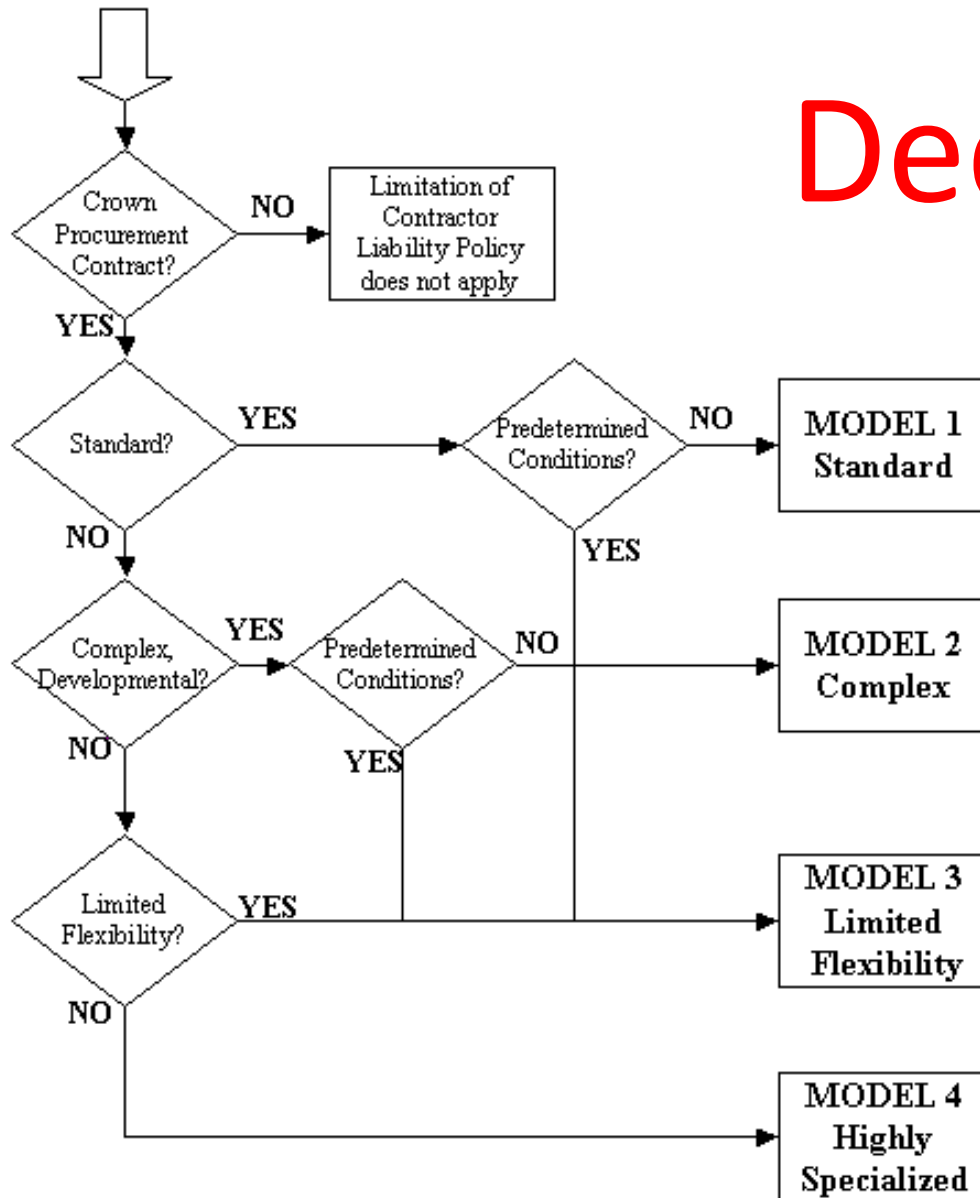 Dec
Crown
Procurement
Contract?
NO
Limitation of
Contractor
Liability Policy
does not apply
YES
Standard?
YES
Predetermined
Conditions?
NO
MODEL 1
Standard
NO
YES
Complex,
Developmental?
YES
Predetermined
Conditions?
NO
MODEL 2
Complex
NO
YES
Limited
Flexibility?
YES
MODEL 3
Limited
Flexibility
NO
MODEL 4
Highly
Specialized